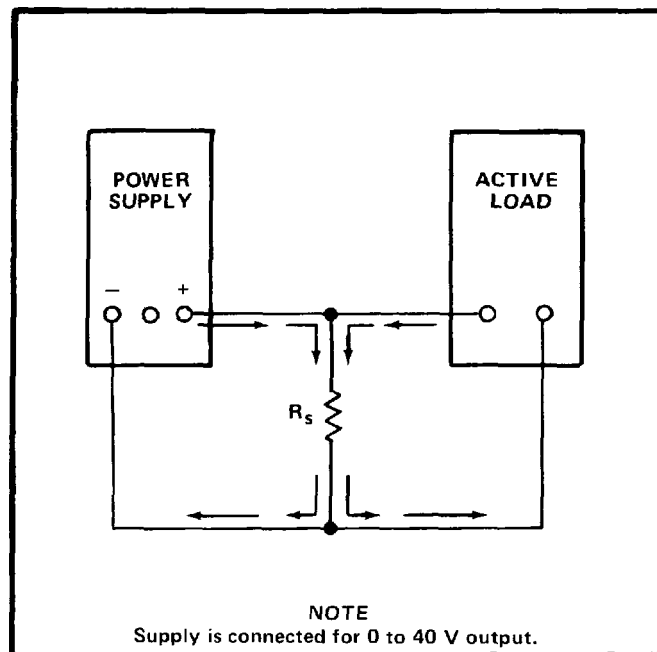 POWER
SUPPLY
ACTIVE
LOAD
− +
Rs
NOTE
Supply is connected for 0 to 40 V output.